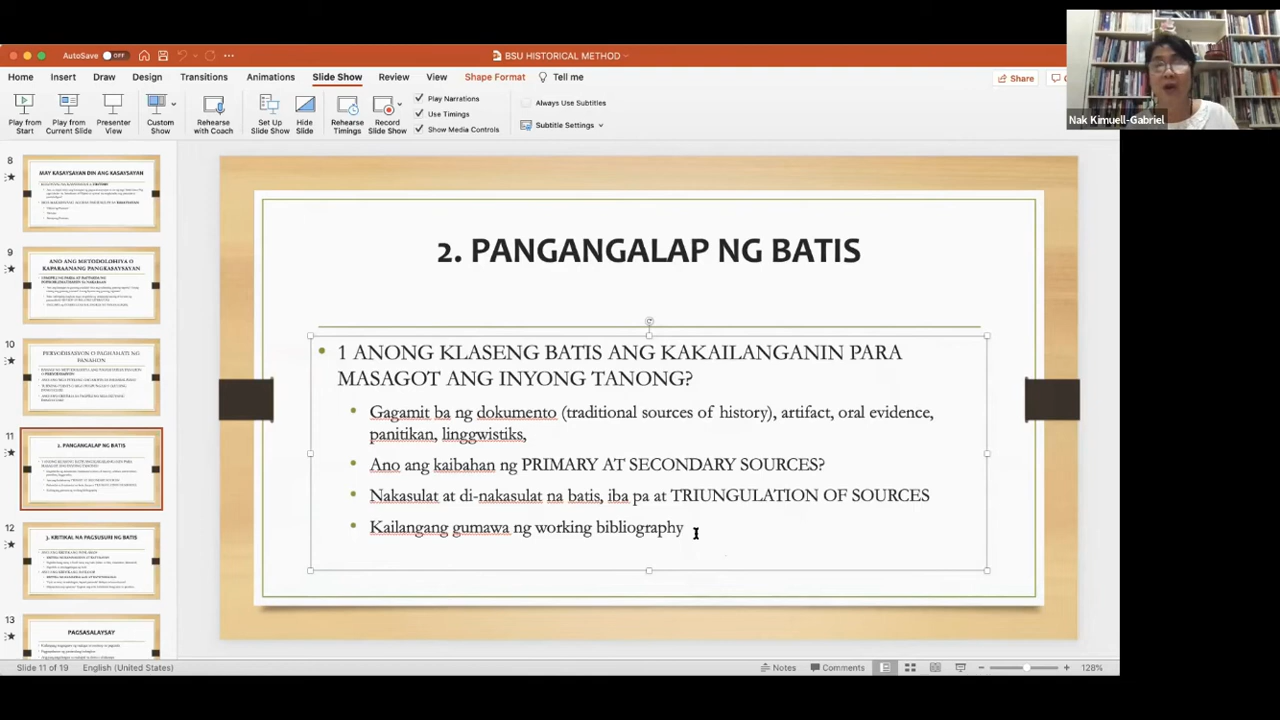 AutoSave OFF
BSU HISTORICAL METHOD
Home Insert Draw Design Transitions Animations Slide Show Review View Shape Format Tell me
Share
Play from Start
Play from Current Slide
Presenter View
Custom Show
Rehearse with Coach
Set Up Slide Show
Hide Slide
Rehearse Timings
Record Slide Show
Play Narrations
Use Timings
Show Media Controls
Always Use Subtitles
Subtitle Settings
Nak Kimuell-Gabriel
8
MAY KASAYSAYAN DIN ANG KASAYSAYAN
9
ANO ANG METODOLOHIYA O
KAPARAANANG PANGKASAYSAYAN
10
PERYODISASYON O PAGHAHATI NG
PANAHON
11
2. PANGANGALAP NG BATIS
12
3. KRITIKAL NA PAGSUSURI NG BATIS
13
PAGSASALAYSAY
2. PANGANGALAP NG BATIS
1 ANONG KLASENG BATIS ANG KAKAILANGANIN PARA
MASAGOT ANG INYONG TANONG?
Gagamit ba ng dokumento (traditional sources of history), artifact, oral evidence,
panitikan, linggwistiks,
Ano ang kaibahan ng PRIMARY AT SECONDARY SOURCES?
Nakasulat at di-nakasulat na batis, iba pa at TRIUNGULATION OF SOURCES
Kailangang gumawa ng working bibliography
Slide 11 of 19 English (United States)
Notes Comments 128%